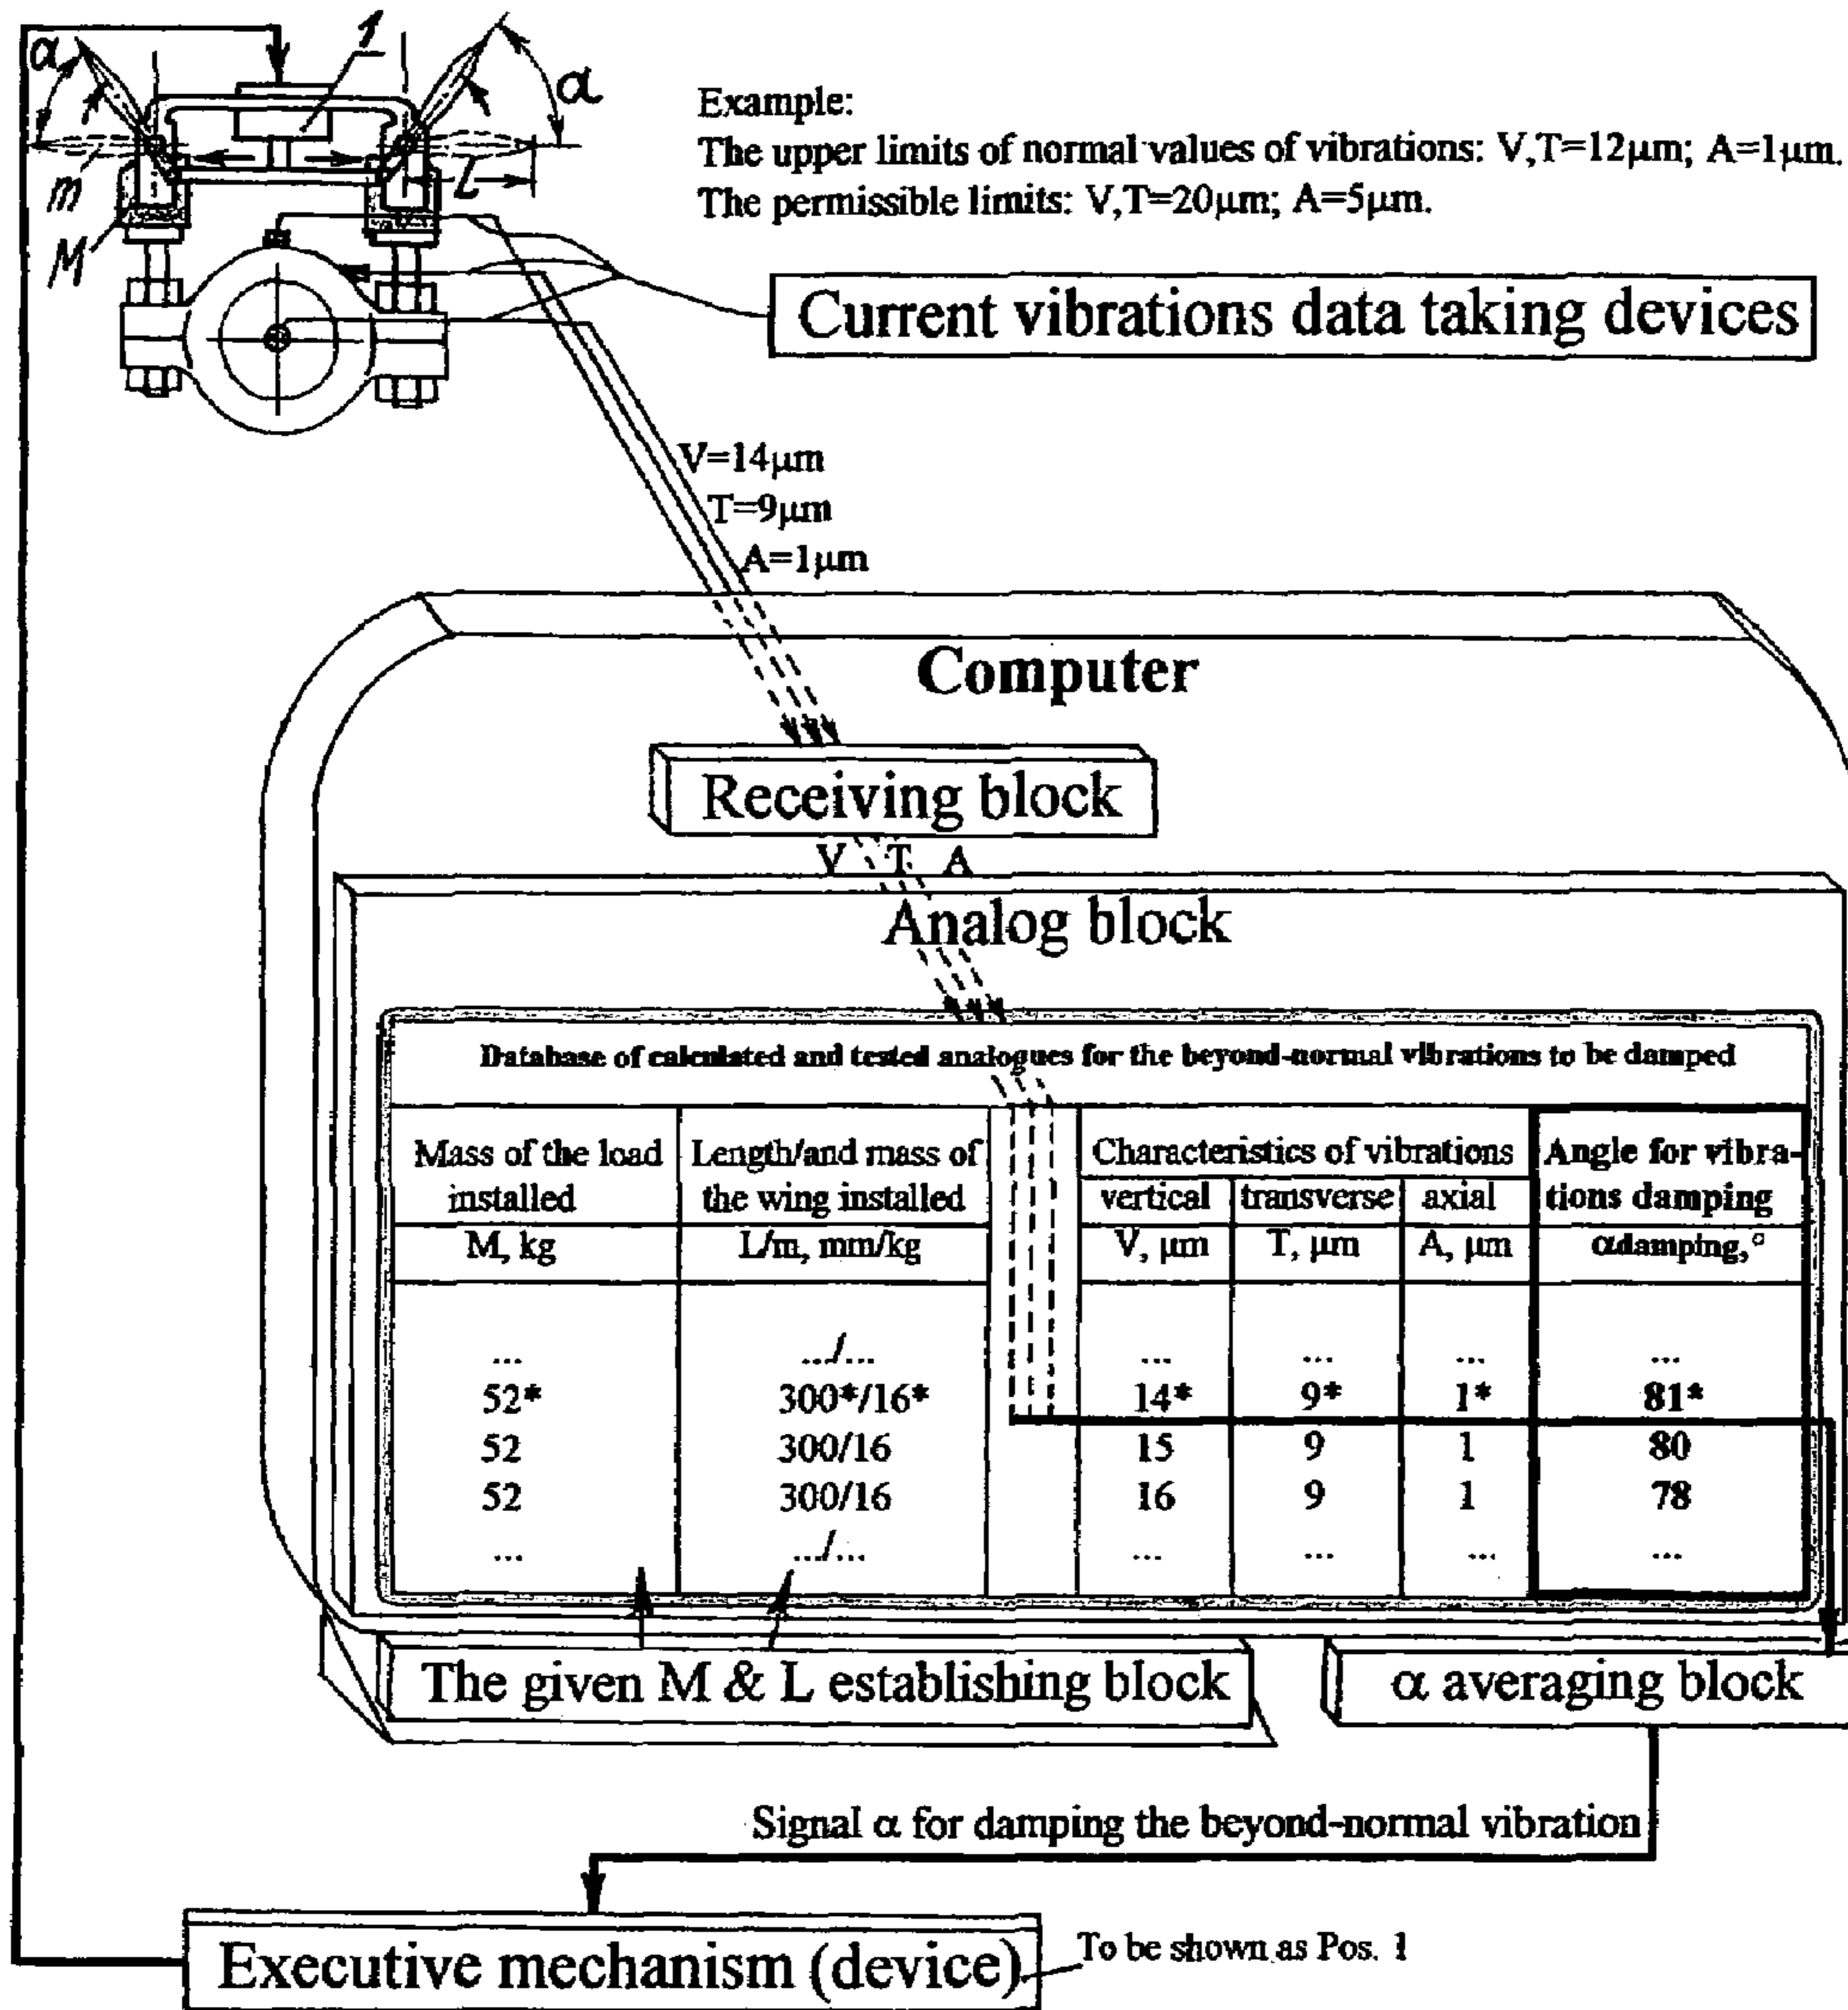 α
1
α
m
L
M
Example:
The upper limits of normal values of vibrations: V,T=12μm; A=1μm.
The permissible limits: V,T=20μm; A=5μm.
Current vibrations data taking devices
V=14μm
T=9μm
A=1μm
Computer
Receiving block
V T A
Analog block
Database of calculated and tested analogues for the beyond-normal vibrations to be damped
Mass of the load installed
M, kg
Length/and mass of the wing installed
L/m, mm/kg
Characteristics of vibrations
vertical transverse axial
V, μm T, μm A, μm
Angle for vibra-
tions damping
αdamping,°
... .../... ... ... ... ...
52* 300*/16* 14* 9* 1* 81*
52 300/16 15 9 1 80
52 300/16 16 9 1 78
... .../... ... ... ... ...
The given M & L establishing block
α averaging block
Signal α for damping the beyond-normal vibration
Executive mechanism (device)
To be shown as Pos. 1